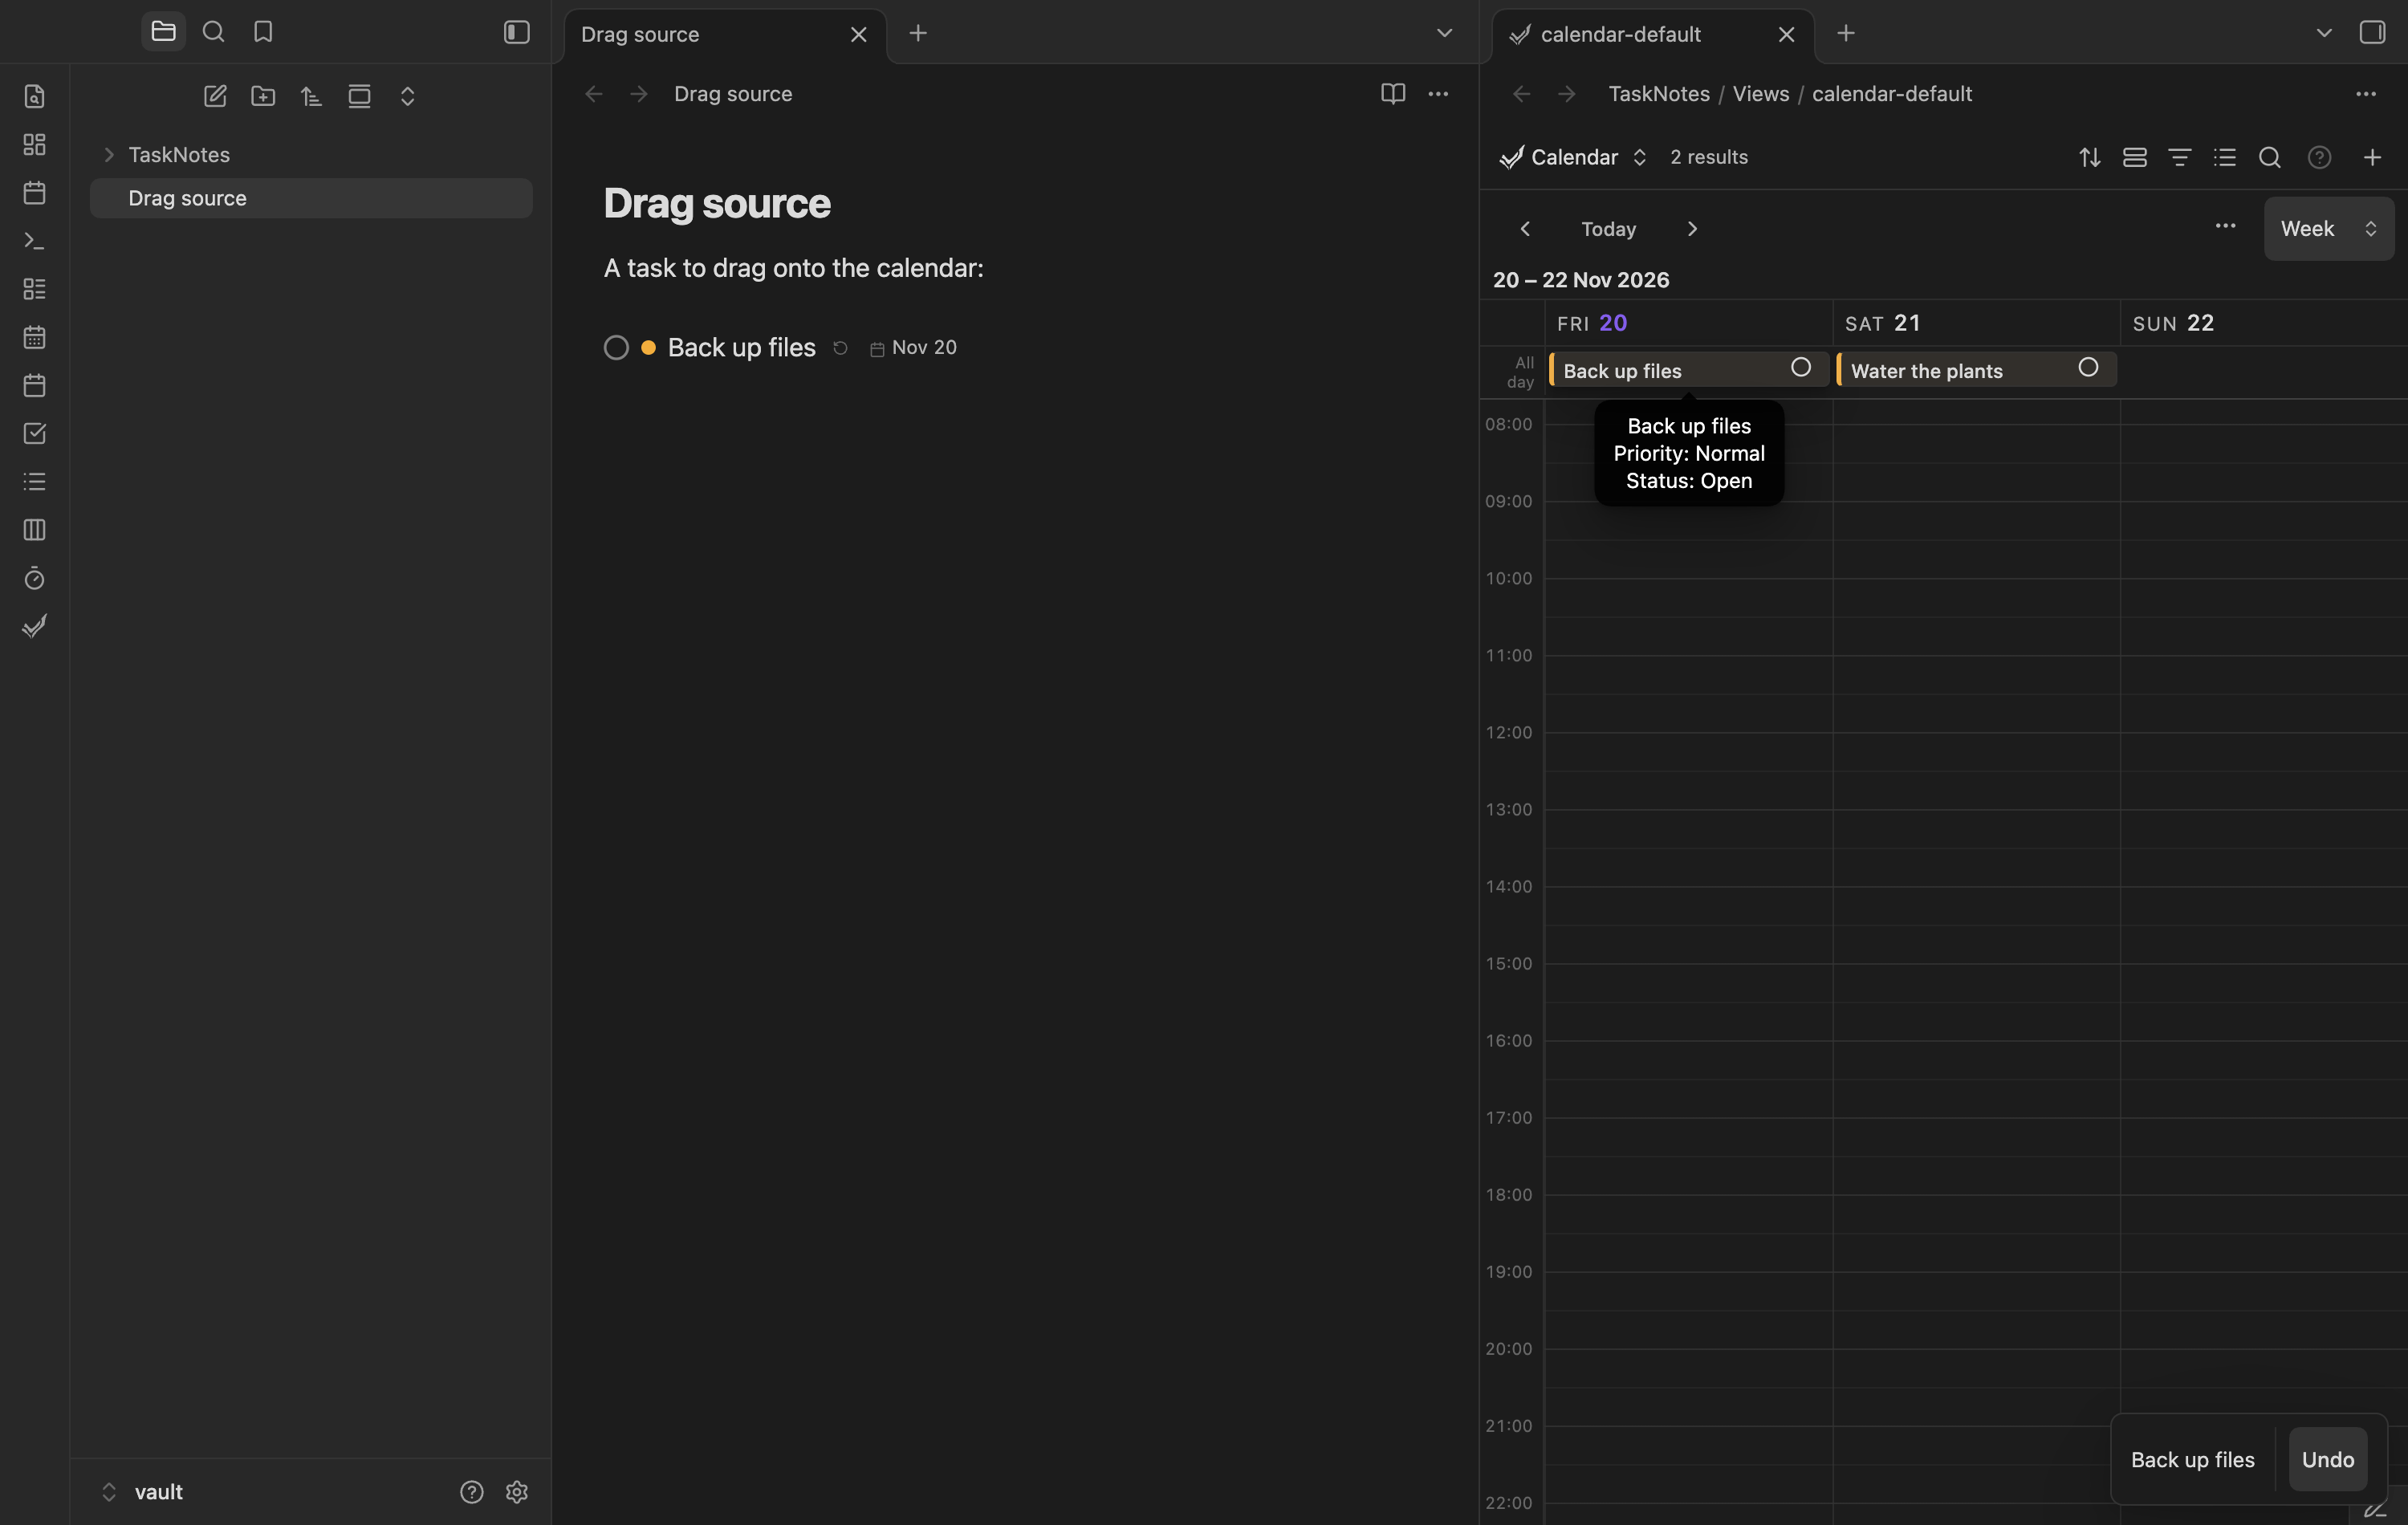 Drag source
calendar-default
Drag source
TaskNotes / Views / calendar-default
TaskNotes
Drag source
Calendar
2 results
Drag source
A task to drag onto the calendar:
Back up files
Nov 20
Today
Week
20 – 22 Nov 2026
FRI 20
SAT 21
SUN 22
All day
Back up files
Water the plants
Back up files
Priority: Normal
Status: Open
08:00
09:00
10:00
11:00
12:00
13:00
14:00
15:00
16:00
17:00
18:00
19:00
20:00
21:00
22:00
Back up files
Undo
vault